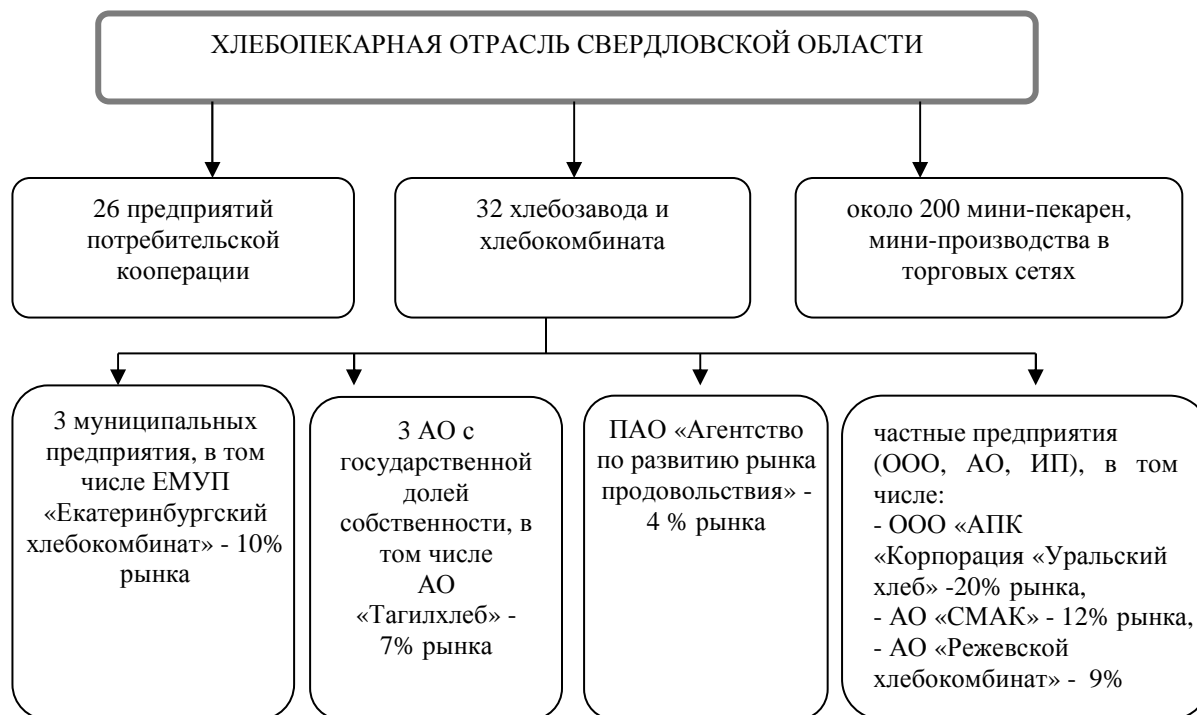 ХЛЕБОПЕКАРНАЯ ОТРАСЛЬ СВЕРДЛОВСКОЙ ОБЛАСТИ
26 предприятий
потребительской
кооперации
32 хлебозавода и
хлебокомбината
около 200 мини-пекарен,
мини-производства в
торговых сетях
3 муниципальных
предприятия, в том
числе ЕМУП
«Екатеринбургский
хлебокомбинат» - 10%
рынка
3 АО с
государственной
долей
собственности, в
том числе
АО
«Тагилхлеб» -
7% рынка
ПАО «Агентство
по развитию рынка
продовольствия» -
4 % рынка
частные предприятия
(ООО, АО, ИП), в том
числе:
- ООО «АПК
«Корпорация «Уральский
хлеб» -20% рынка,
- АО «СМАК» - 12% рынка,
- АО «Режевской
хлебокомбинат» - 9%